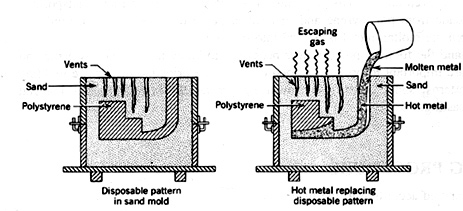 Vents
Sand
Polystyrene
Disposable pattern
in sand mold
Escaping
gas
Vents
Molten metal
Sand
Polystyrene
Hot metal
Hot metal replacing
disposable pattern